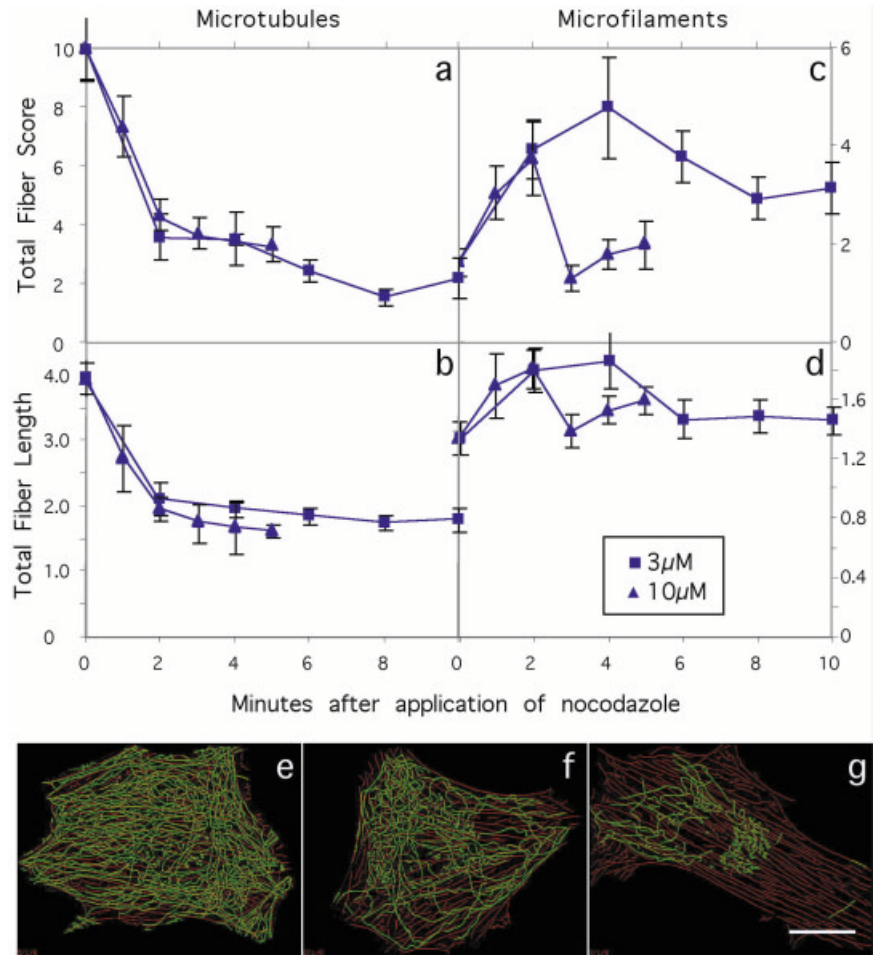 Microtubules Microfilaments
10 a c 6
8
4
6
4
2
2
0 0
Total Fiber Score
4.0 b d
1.6
3.0
1.2
2.0
0.8
1.0
0.4
0 0
Total Fiber Length
3µM
10µM
0 2 4 6 8 0 2 4 6 8 10
Minutes after application of nocodazole
e f g